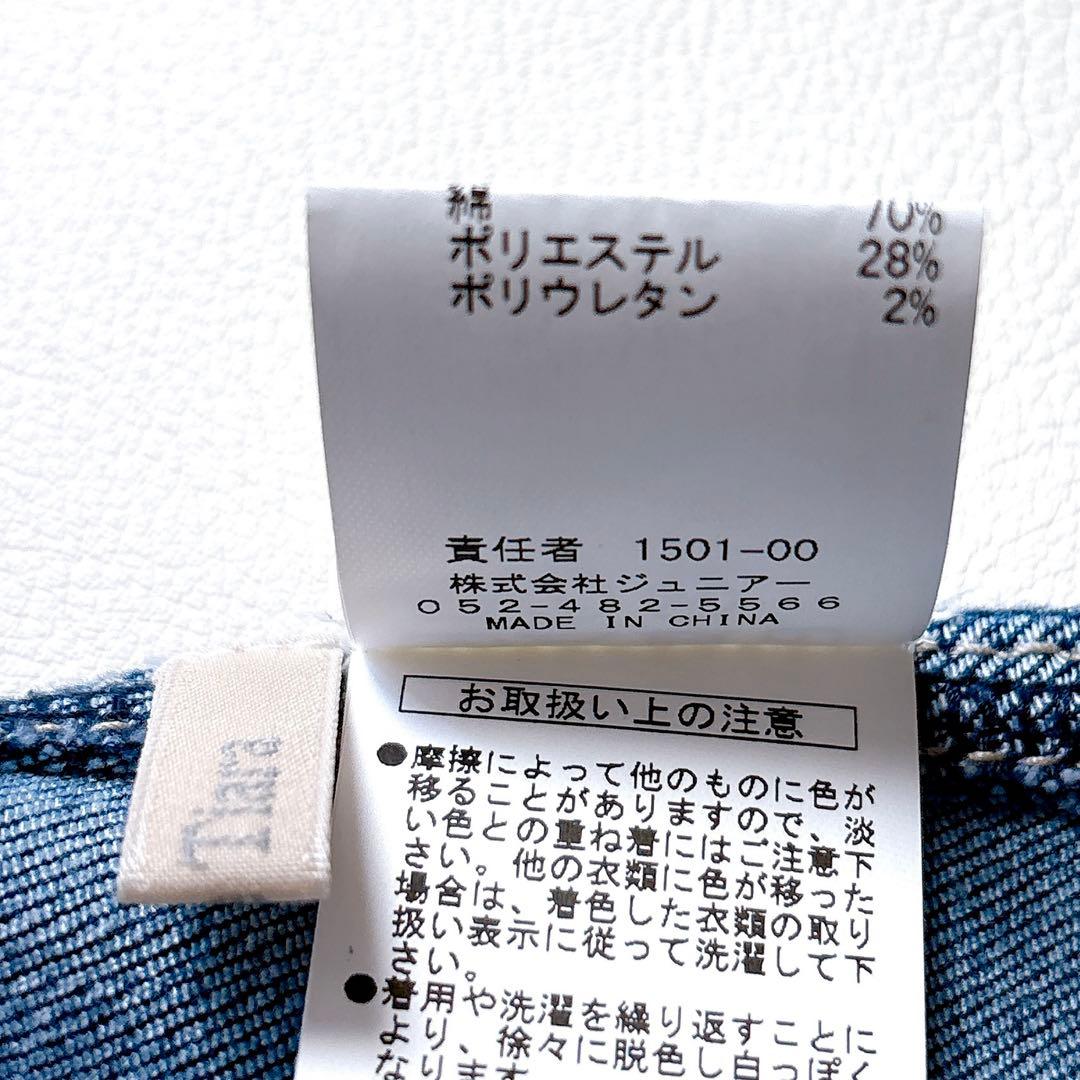 綿 70%
ポリエステル 28%
ポリウレタン 2%
責任者 1501-00
株式会社ジュニアー
052-482-5566
MADE IN CHINA
Tiara
お取扱い上の注意
●摩擦によって他のものに色が
移ることがありますので、淡
い色との重ね着にはご注意下
さい。他の衣類に色が移った
場合は、着色した衣類の取り
扱い表示に従って洗濯して下
さい。
●着用や洗濯を繰り返すことに
より、徐々に脱色し白っぽく
なります